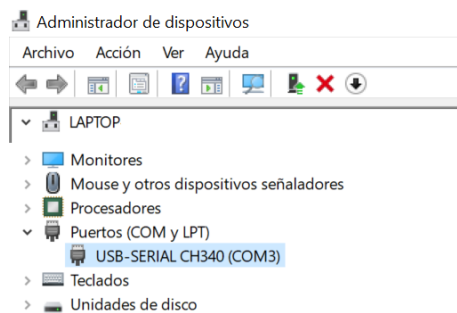 Administrador de dispositivos
Archivo Acción Ver Ayuda
LAPTOP
Monitores
Mouse y otros dispositivos señaladores
Procesadores
Puertos (COM y LPT)
USB-SERIAL CH340 (COM3)
Teclados
Unidades de disco